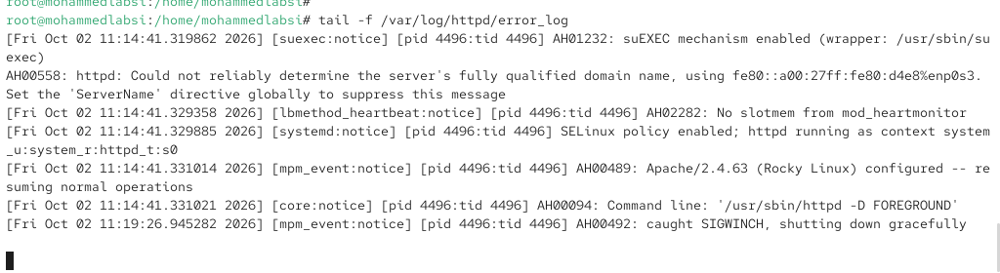 root@mohammedlabsi:/home/mohammedlabsi#
root@mohammedlabsi:/home/mohammedlabsi# tail -f /var/log/httpd/error_log
[Fri Oct 02 11:14:41.319862 2026] [suexec:notice] [pid 4496:tid 4496] AH01232: suEXEC mechanism enabled (wrapper: /usr/sbin/su
exec)
AH00558: httpd: Could not reliably determine the server's fully qualified domain name, using fe80::a00:27ff:fe80:d4e8%enp0s3.
Set the 'ServerName' directive globally to suppress this message
[Fri Oct 02 11:14:41.329358 2026] [lbmethod_heartbeat:notice] [pid 4496:tid 4496] AH02282: No slotmem from mod_heartmonitor
[Fri Oct 02 11:14:41.329885 2026] [systemd:notice] [pid 4496:tid 4496] SELinux policy enabled; httpd running as context system
_u:system_r:httpd_t:s0
[Fri Oct 02 11:14:41.331014 2026] [mpm_event:notice] [pid 4496:tid 4496] AH00489: Apache/2.4.63 (Rocky Linux) configured -- re
suming normal operations
[Fri Oct 02 11:14:41.331021 2026] [core:notice] [pid 4496:tid 4496] AH00094: Command line: '/usr/sbin/httpd -D FOREGROUND'
[Fri Oct 02 11:19:26.945282 2026] [mpm_event:notice] [pid 4496:tid 4496] AH00492: caught SIGWINCH, shutting down gracefully